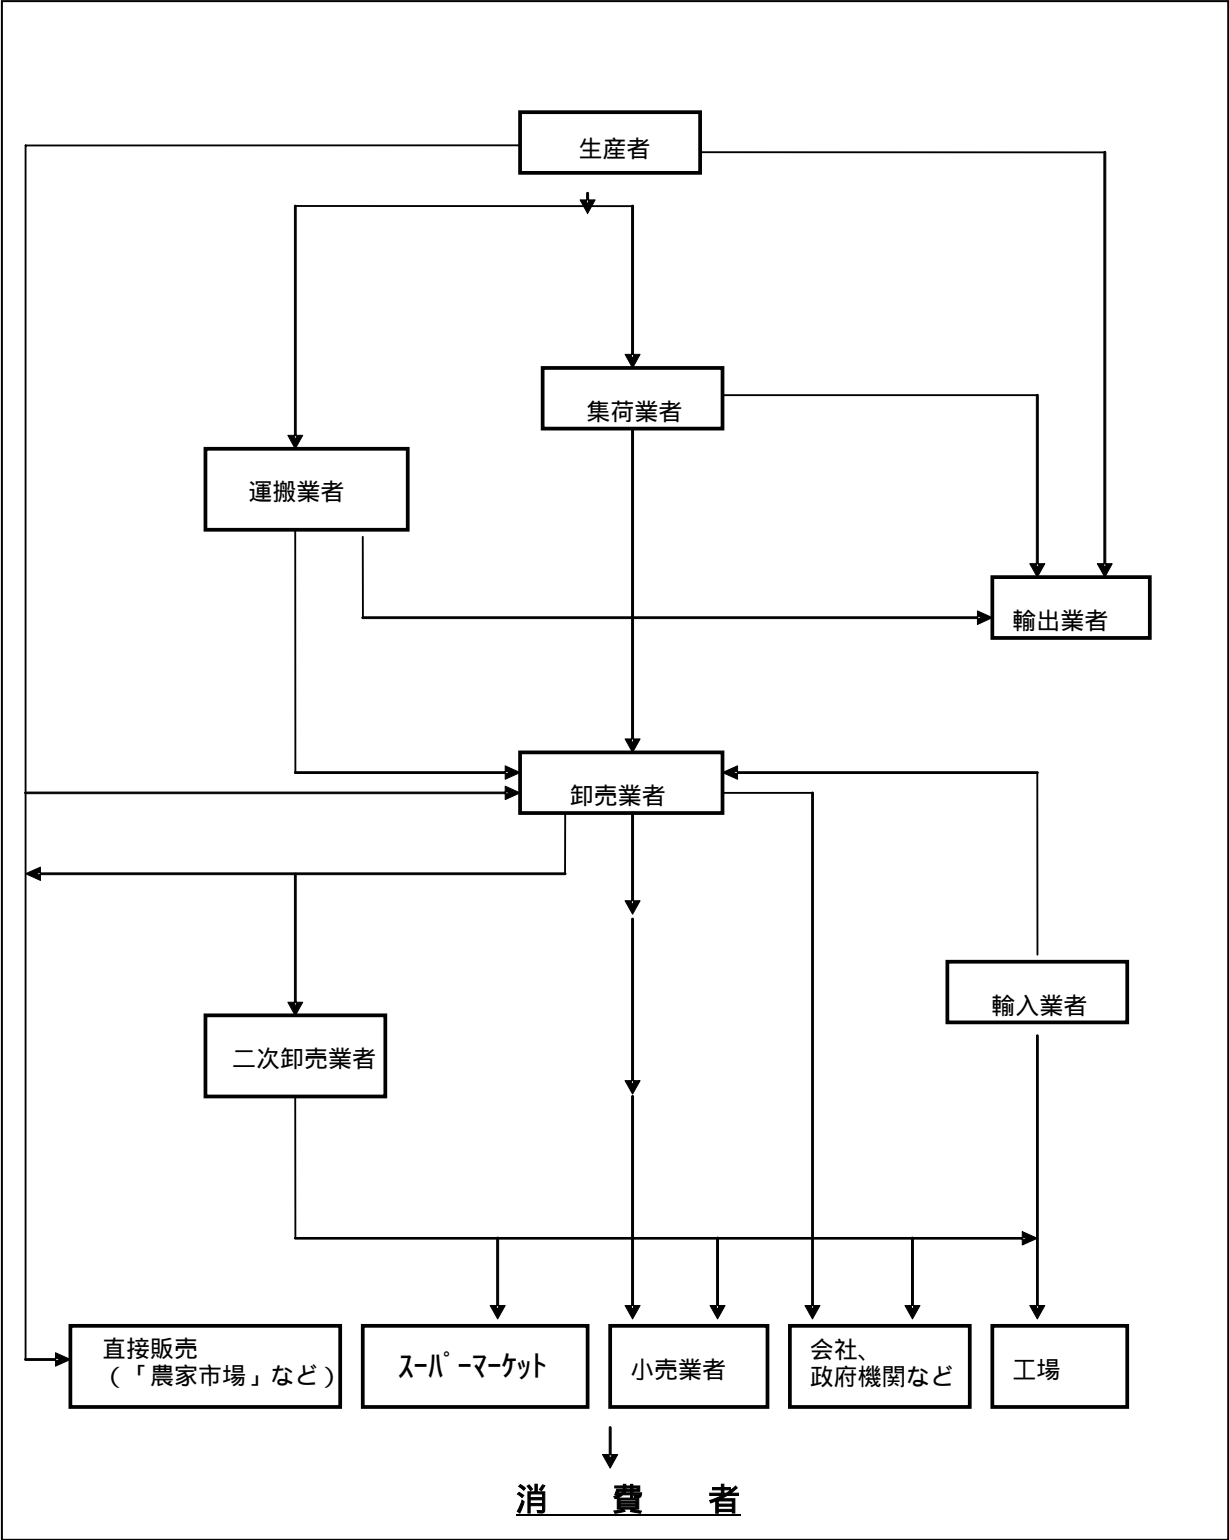 生産者
集荷業者
運搬業者
輸出業者
卸売業者
輸入業者
二次卸売業者
直接販売
（「農家市場」など）
ｽｰﾊﾟｰﾏｰｹｯﾄ
小売業者
会社、
政府機関など
工場
消　費　者